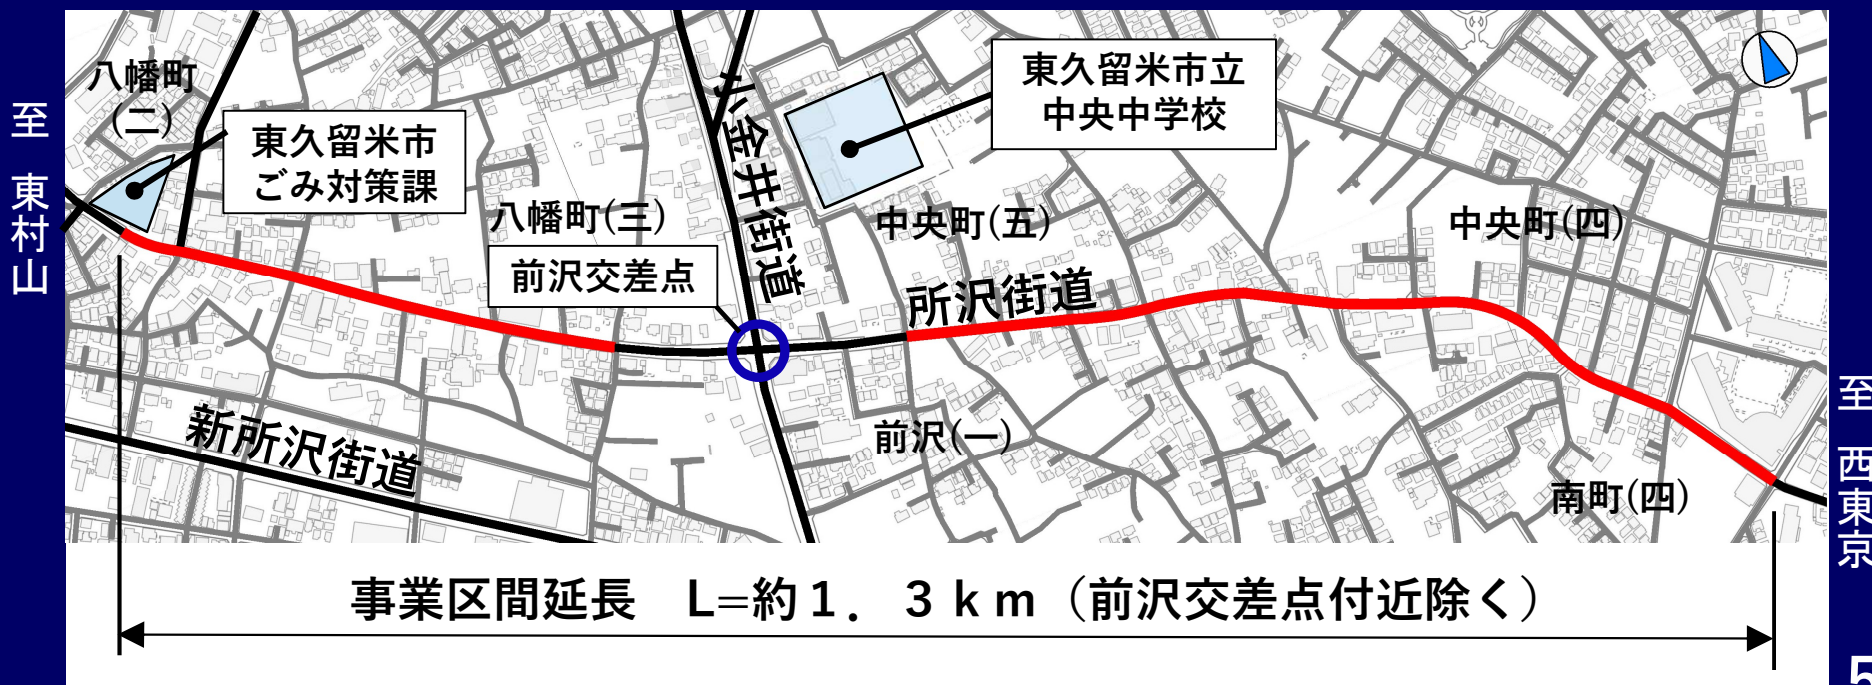 八幡町
(二)
東久留米市
ごみ対策課
至 東村山
八幡町(三)
前沢交差点
小金井街道
東久留米市立
中央中学校
中央町(五)
所沢街道
中央町(四)
新所沢街道
前沢(一)
南町(四)
至 西東京
事業区間延長 L=約1．3km（前沢交差点付近除く）
5